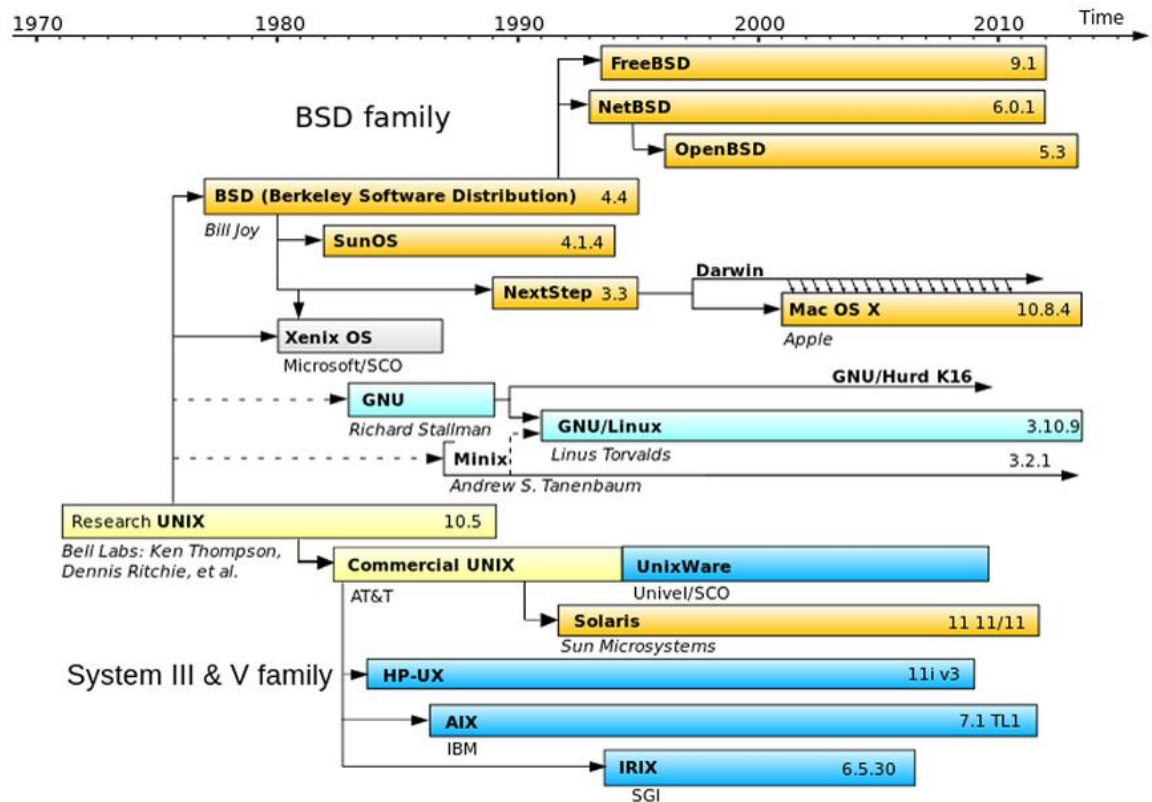 1970 1980 1990 2000 2010 Time
FreeBSD 9.1
BSD family
NetBSD 6.0.1
OpenBSD 5.3
BSD (Berkeley Software Distribution) 4.4
Bill Joy
SunOS 4.1.4
Darwin
NextStep 3.3
Mac OS X 10.8.4
Apple
Xenix OS
Microsoft/SCO
GNU/Hurd K16
GNU
Richard Stallman
GNU/Linux 3.10.9
Linus Torvalds
Minix 3.2.1
Andrew S. Tanenbaum
Research UNIX 10.5
Bell Labs: Ken Thompson,
Dennis Ritchie, et al.
Commercial UNIX UnixWare
AT&T Univel/SCO
Solaris 11 11/11
Sun Microsystems
System III & V family
HP-UX 11i v3
AIX 7.1 TL1
IBM
IRIX 6.5.30
SGI